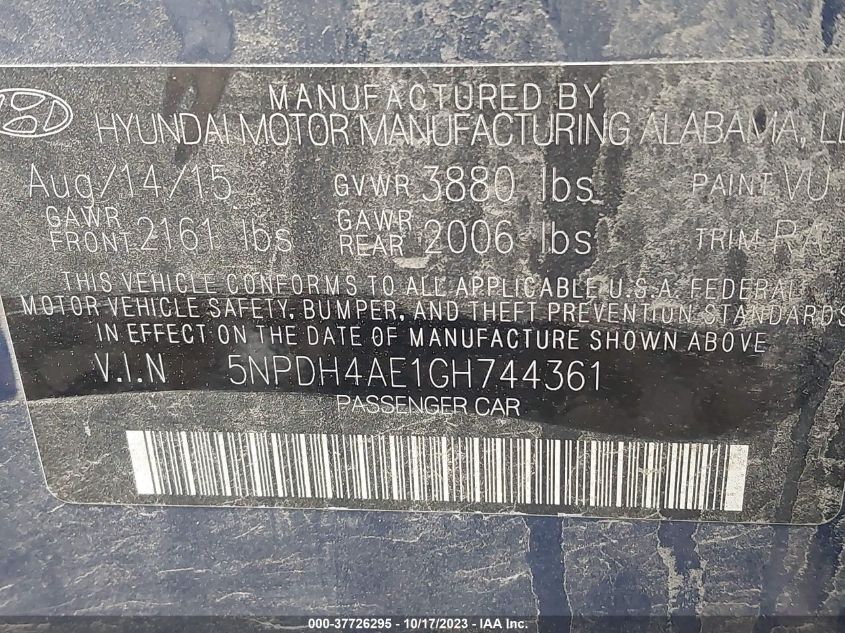 MANUFACTURED BY
HYUNDAI MOTOR MANUFACTURING ALABAMA,
Aug/14/15 GVWR 3880 lbs PAINT VU
GAWR FRONT 2161 lbs GAWR REAR 2006 lbs TRIM
THIS VEHICLE CONFORMS TO ALL APPLICABLE U.S.A. FEDERAL
MOTOR VEHICLE SAFETY, BUMPER, AND THEFT PREVENTION STANDARDS
IN EFFECT ON THE DATE OF MANUFACTURE SHOWN ABOVE
V.I.N 5NPDH4AE1GH744361
PASSENGER CAR
000-37726295 - 10/17/2023 - IAA Inc.